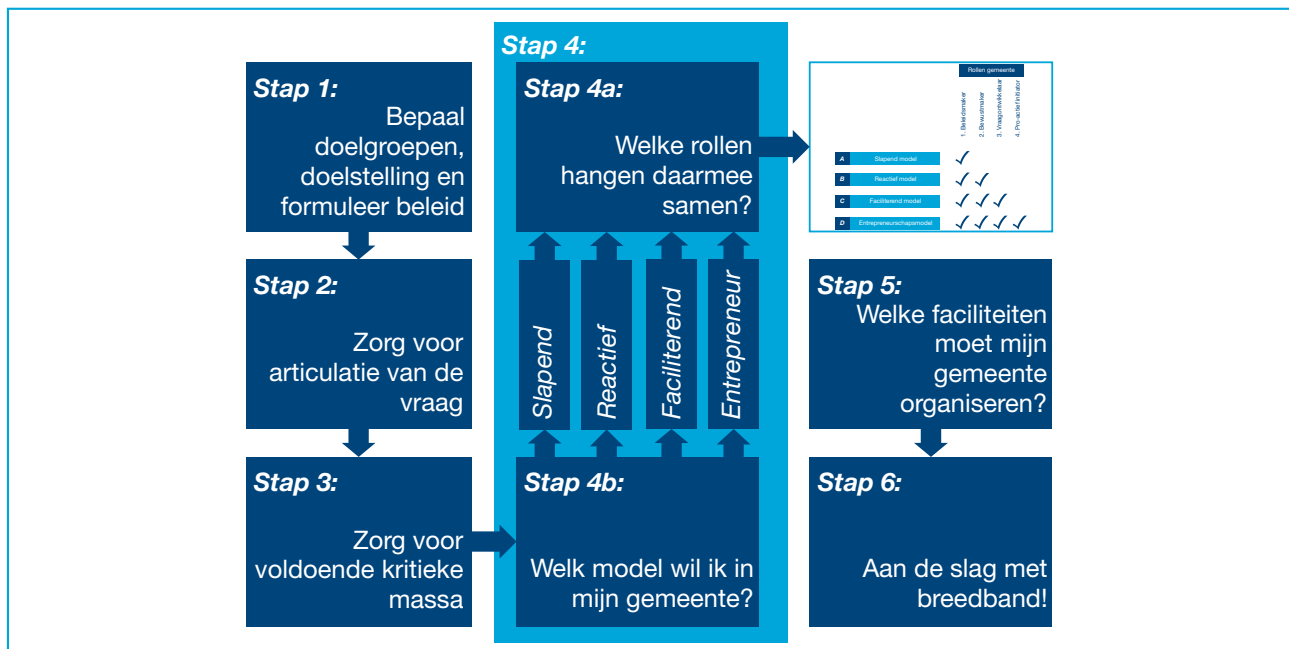 Stap 1:
Bepaal
doelgroepen,
doelstelling en
formuleer beleid
Stap 2:
Zorg voor
articulatie van de
vraag
Stap 3:
Zorg voor
voldoende kritieke
massa
Stap 4:
Stap 4a:
Welke rollen
hangen daarmee
samen?
Slapend
Reactief
Faciliterend
Entrepreneur
Stap 4b:
Welk model wil ik in
mijn gemeente?
Rollen gemeente
1. Beleidsmaker
2. Bewustmaker
3. Vraagontwikkelaar
4. Pro-actief initiator
A Slapend model
B Reactief model
C Faciliterend model
D Entrepreneurschapsmodel
Stap 5:
Welke faciliteiten
moet mijn
gemeente
organiseren?
Stap 6:
Aan de slag met
breedband!